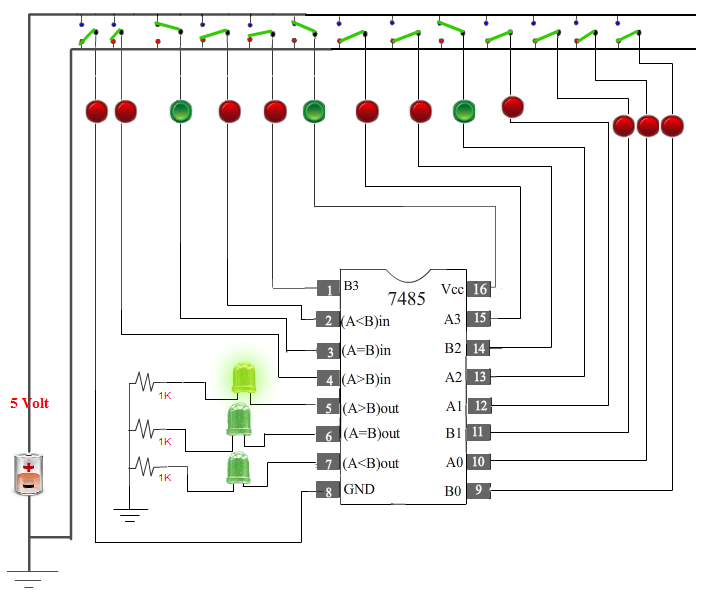 7485
1 B3 Vcc 16
2 (A<B)in A3 15
3 (A=B)in B2 14
4 (A>B)in A2 13
5 (A>B)out A1 12
6 (A=B)out B1 11
7 (A<B)out A0 10
8 GND B0 9
1K
1K
1K
5 Volt